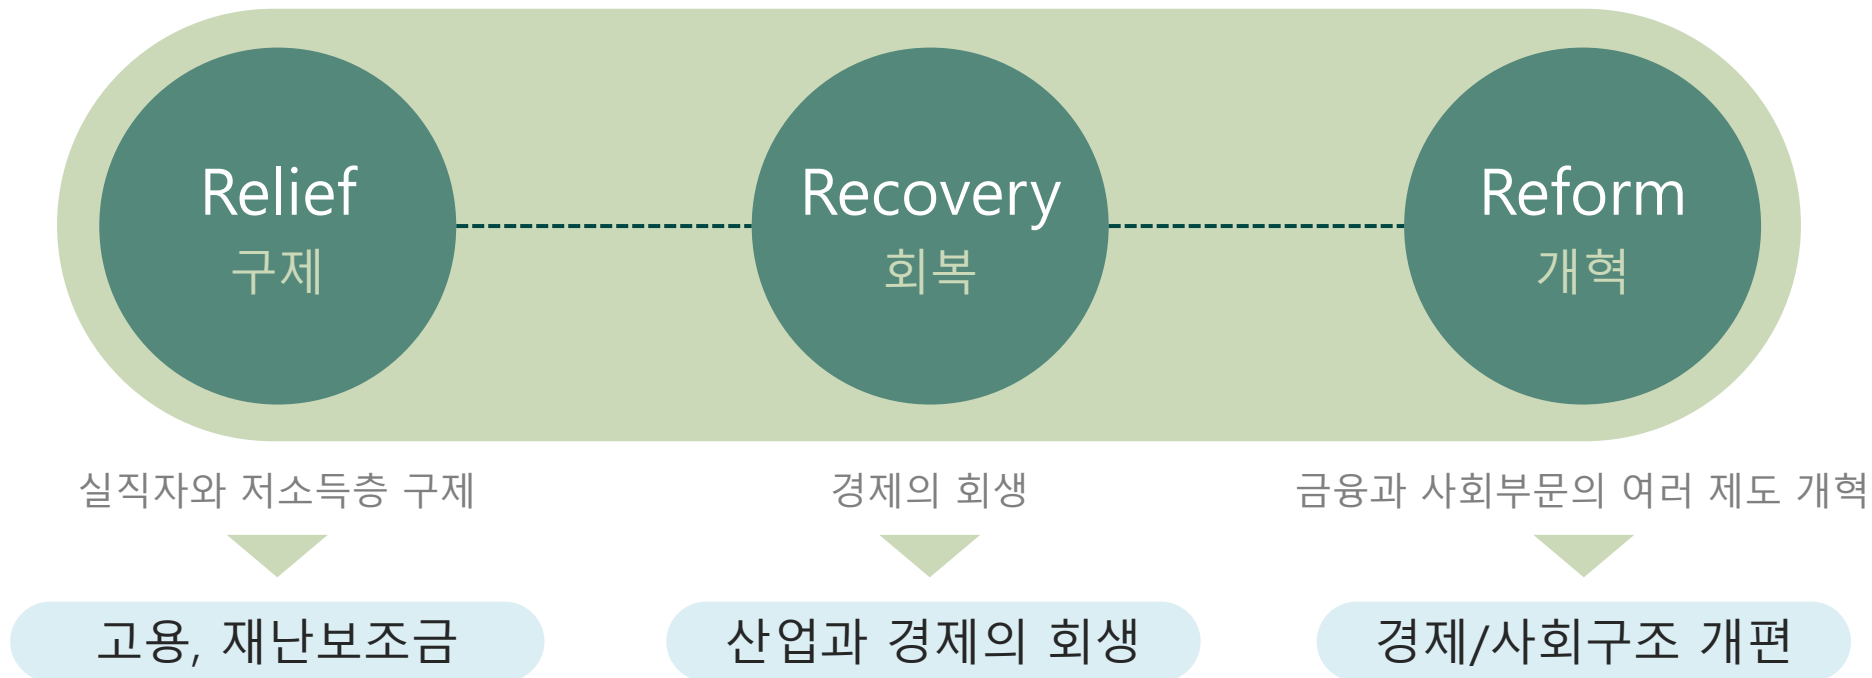 Relief
구제
Recovery
회복
Reform
개혁
실직자와 저소득층 구제
경제의 회생
금융과 사회부문의 여러 제도 개혁
고용, 재난보조금
산업과 경제의 회생
경제/사회구조 개편